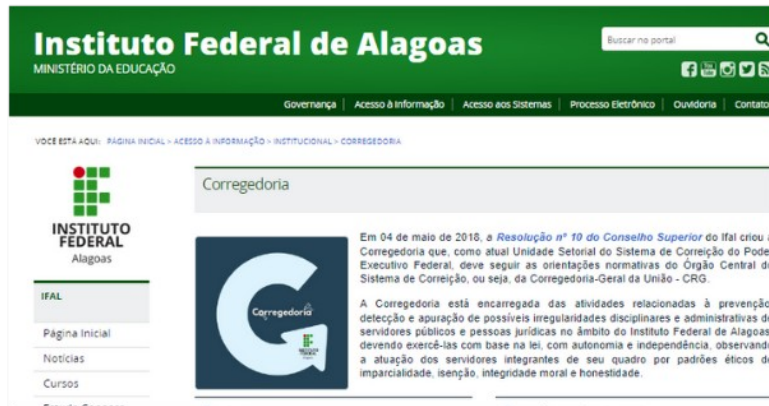 Instituto Federal de Alagoas
MINISTÉRIO DA EDUCAÇÃO
Buscar no portal
Governança | Acesso à Informação | Acesso aos Sistemas | Processo Eletrônico | Ouvidoria | Contato
VOCÊ ESTÁ AQUI: PÁGINA INICIAL > ACESSO À INFORMAÇÃO > INSTITUCIONAL > CORREGEDORIA
INSTITUTO
FEDERAL
Alagoas
IFAL
Página Inicial
Notícias
Cursos
Corregedoria
Corregedoria
INSTITUTO
FEDERAL
Alagoas
Em 04 de maio de 2018, a Resolução nº 10 do Conselho Superior do Ifal criou a
Corregedoria que, como atual Unidade Setorial do Sistema de Correição do Pode
Executivo Federal, deve seguir as orientações normativas do Órgão Central do
Sistema de Correição, ou seja, da Corregedoria-Geral da União - CRG.
A Corregedoria está encarregada das atividades relacionadas à prevenção,
detecção e apuração de possíveis irregularidades disciplinares e administrativas de
servidores públicos e pessoas jurídicas no âmbito do Instituto Federal de Alagoas,
devendo exercê-las com base na lei, com autonomia e independência, observando
a atuação dos servidores integrantes de seu quadro por padrões éticos de
imparcialidade, isenção, integridade moral e honestidade.